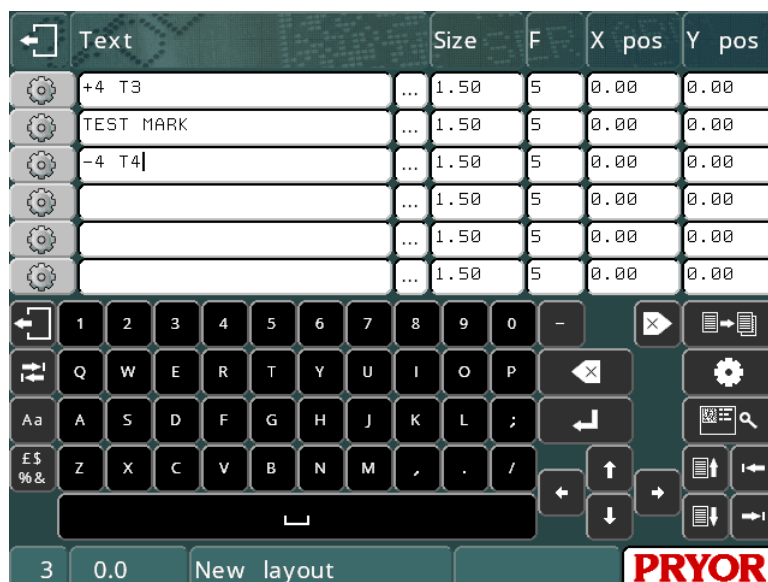 Text Size F X pos Y pos
+4 T3 ... 1.50 5 0.00 0.00
TEST MARK ... 1.50 5 0.00 0.00
-4 T4 ... 1.50 5 0.00 0.00
... 1.50 5 0.00 0.00
... 1.50 5 0.00 0.00
... 1.50 5 0.00 0.00
1 2 3 4 5 6 7 8 9 0 -
Q W E R T Y U I O P
Aa A S D F G H J K L ;
£$ %& Z X C V B N M , . /
3 0.0 New layout PRYOR